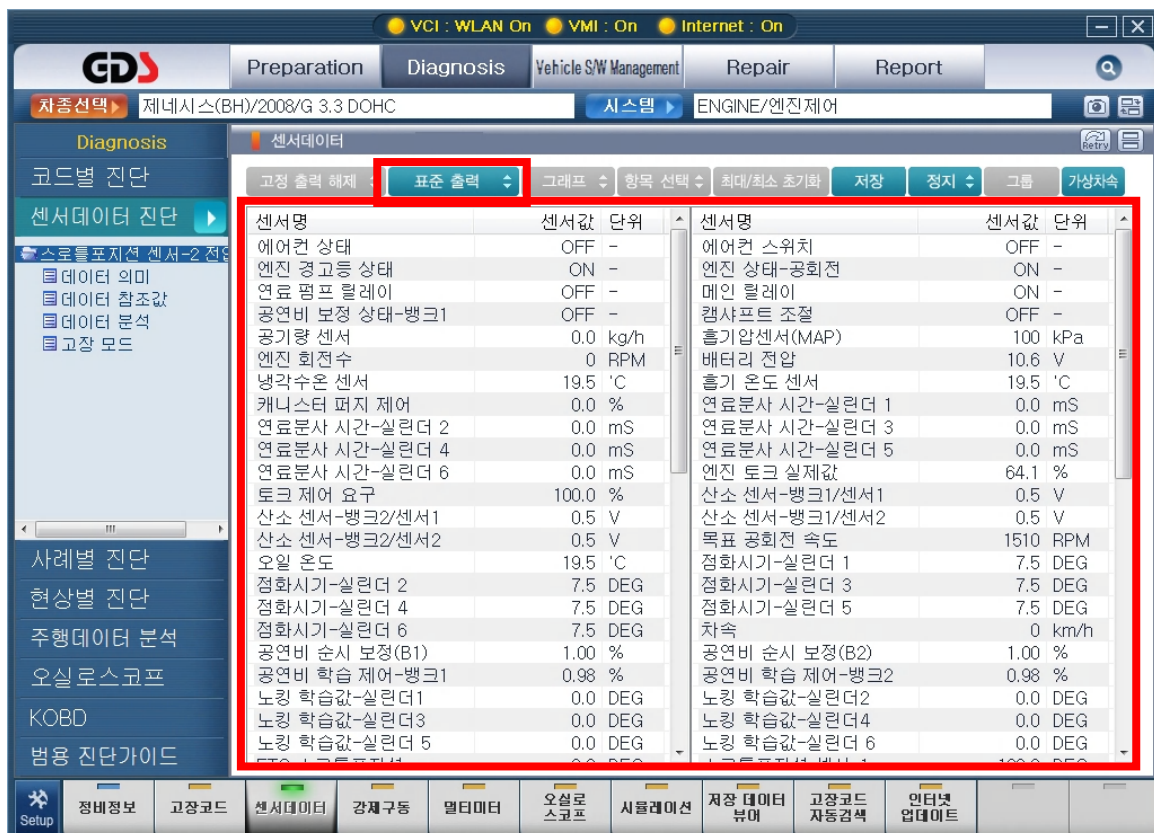 VCI : WLAN On VMI : On Internet : On
GDS Preparation Diagnosis Vehicle S/W Management Repair Report
차종선택 제네시스(BH)/2008/G 3.3 DOHC 시스템 ENGINE/엔진제어
Diagnosis
코드별 진단
센서데이터 진단
스로틀포지션 센서-2 전압
데이터 의미
데이터 참조값
데이터 분석
고장 모드
사례별 진단
현상별 진단
주행데이터 분석
오실로스코프
KOBD
범용 진단가이드
센서데이터 Retry
고정 출력 해제 표준 출력 그래프 항목 선택 최대/최소 초기화 저장 정지 그룹 가상차속
센서명 센서값 단위 센서명 센서값 단위
에어컨 상태 OFF - 에어컨 스위치 OFF -
엔진 경고등 상태 ON - 엔진 상태-공회전 ON -
연료 펌프 릴레이 OFF - 메인 릴레이 ON -
공연비 보정 상태-뱅크1 OFF - 캠샤프트 조절 OFF -
공기량 센서 0.0 kg/h 흡기압센서(MAP) 100 kPa
엔진 회전수 0 RPM 배터리 전압 10.6 V
냉각수온 센서 19.5 'C 흡기 온도 센서 19.5 'C
캐니스터 퍼지 제어 0.0 % 연료분사 시간-실린더 1 0.0 mS
연료분사 시간-실린더 2 0.0 mS 연료분사 시간-실린더 3 0.0 mS
연료분사 시간-실린더 4 0.0 mS 연료분사 시간-실린더 5 0.0 mS
연료분사 시간-실린더 6 0.0 mS 엔진 토크 실제값 64.1 %
토크 제어 요구 100.0 % 산소 센서-뱅크1/센서1 0.5 V
산소 센서-뱅크2/센서1 0.5 V 산소 센서-뱅크1/센서2 0.5 V
산소 센서-뱅크2/센서2 0.5 V 목표 공회전 속도 1510 RPM
오일 온도 19.5 'C 점화시기-실린더 1 7.5 DEG
점화시기-실린더 2 7.5 DEG 점화시기-실린더 3 7.5 DEG
점화시기-실린더 4 7.5 DEG 점화시기-실린더 5 7.5 DEG
점화시기-실린더 6 7.5 DEG 차속 0 km/h
공연비 순시 보정(B1) 1.00 % 공연비 순시 보정(B2) 1.00 %
공연비 학습 제어-뱅크1 0.98 % 공연비 학습 제어-뱅크2 0.98 %
노킹 학습값-실린더1 0.0 DEG 노킹 학습값-실린더2 0.0 DEG
노킹 학습값-실린더3 0.0 DEG 노킹 학습값-실린더4 0.0 DEG
노킹 학습값-실린더 5 0.0 DEG 노킹 학습값-실린더 6 0.0 DEG
Setup 정비정보 고장코드 센서데이터 강제구동 멀티미터 오실로스코프 시뮬레이션 저장 데이터 뷰어 고장코드 자동검색 인터넷 업데이트